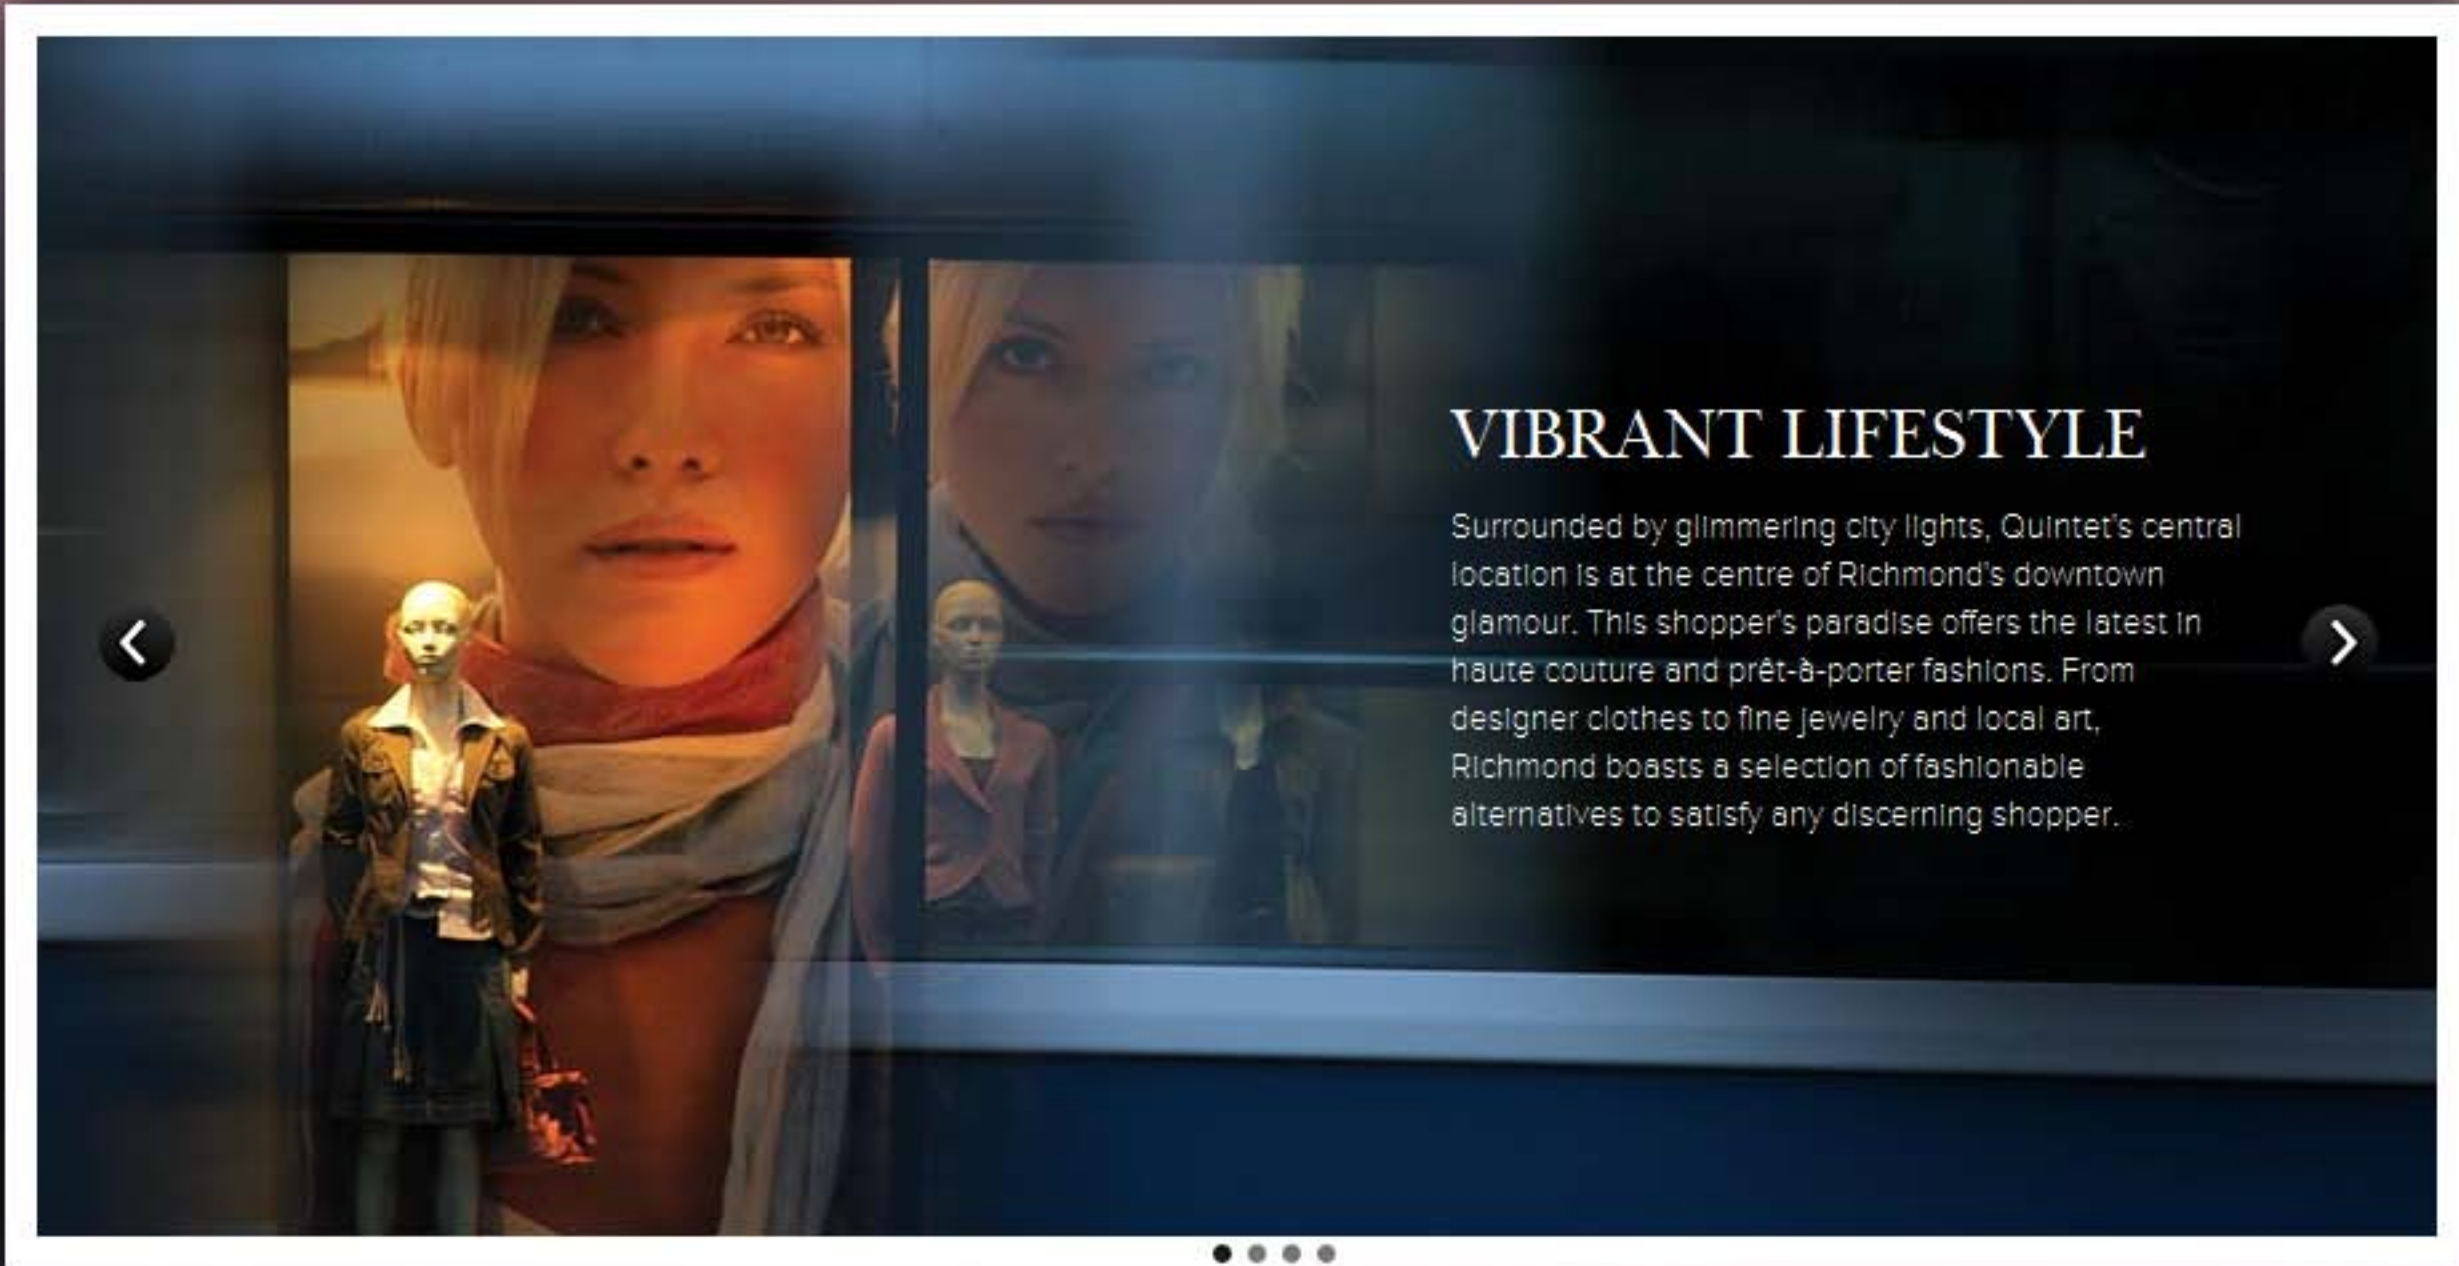 VIBRANT LIFESTYLE
Surrounded by glimmering city lights, Quintet's central
location is at the centre of Richmond's downtown
glamour. This shopper's paradise offers the latest in
haute couture and prêt-à-porter fashions. From
designer clothes to fine jewelry and local art,
Richmond boasts a selection of fashionable
alternatives to satisfy any discerning shopper.